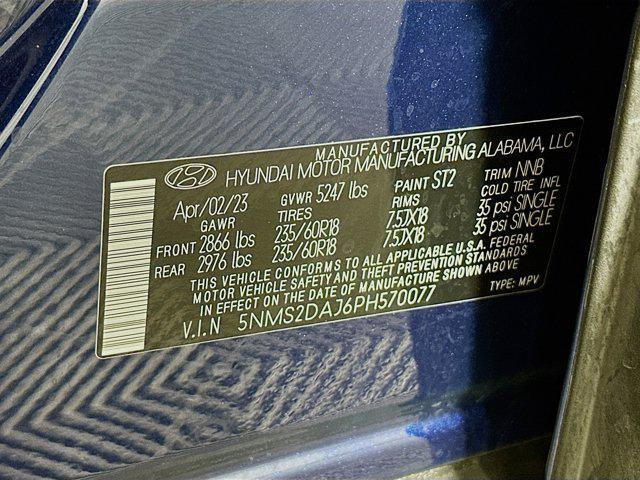 MANUFACTURED BY
HYUNDAI MOTOR MANUFACTURING ALABAMA, LLC
Apr/02/23 GVWR 5247 lbs PAINT ST2 TRIM NNB
GAWR TIRES RIMS COLD TIRE INFL
FRONT 2866 lbs 235/60R18 7.5JX18 35 psi SINGLE
REAR 2976 lbs 235/60R18 7.5JX18 35 psi SINGLE
THIS VEHICLE CONFORMS TO ALL APPLICABLE U.S.A. FEDERAL
MOTOR VEHICLE SAFETY AND THEFT PREVENTION STANDARDS
IN EFFECT ON THE DATE OF MANUFACTURE SHOWN ABOVE
V.I.N 5NMS2DAJ6PH570077 TYPE: MPV